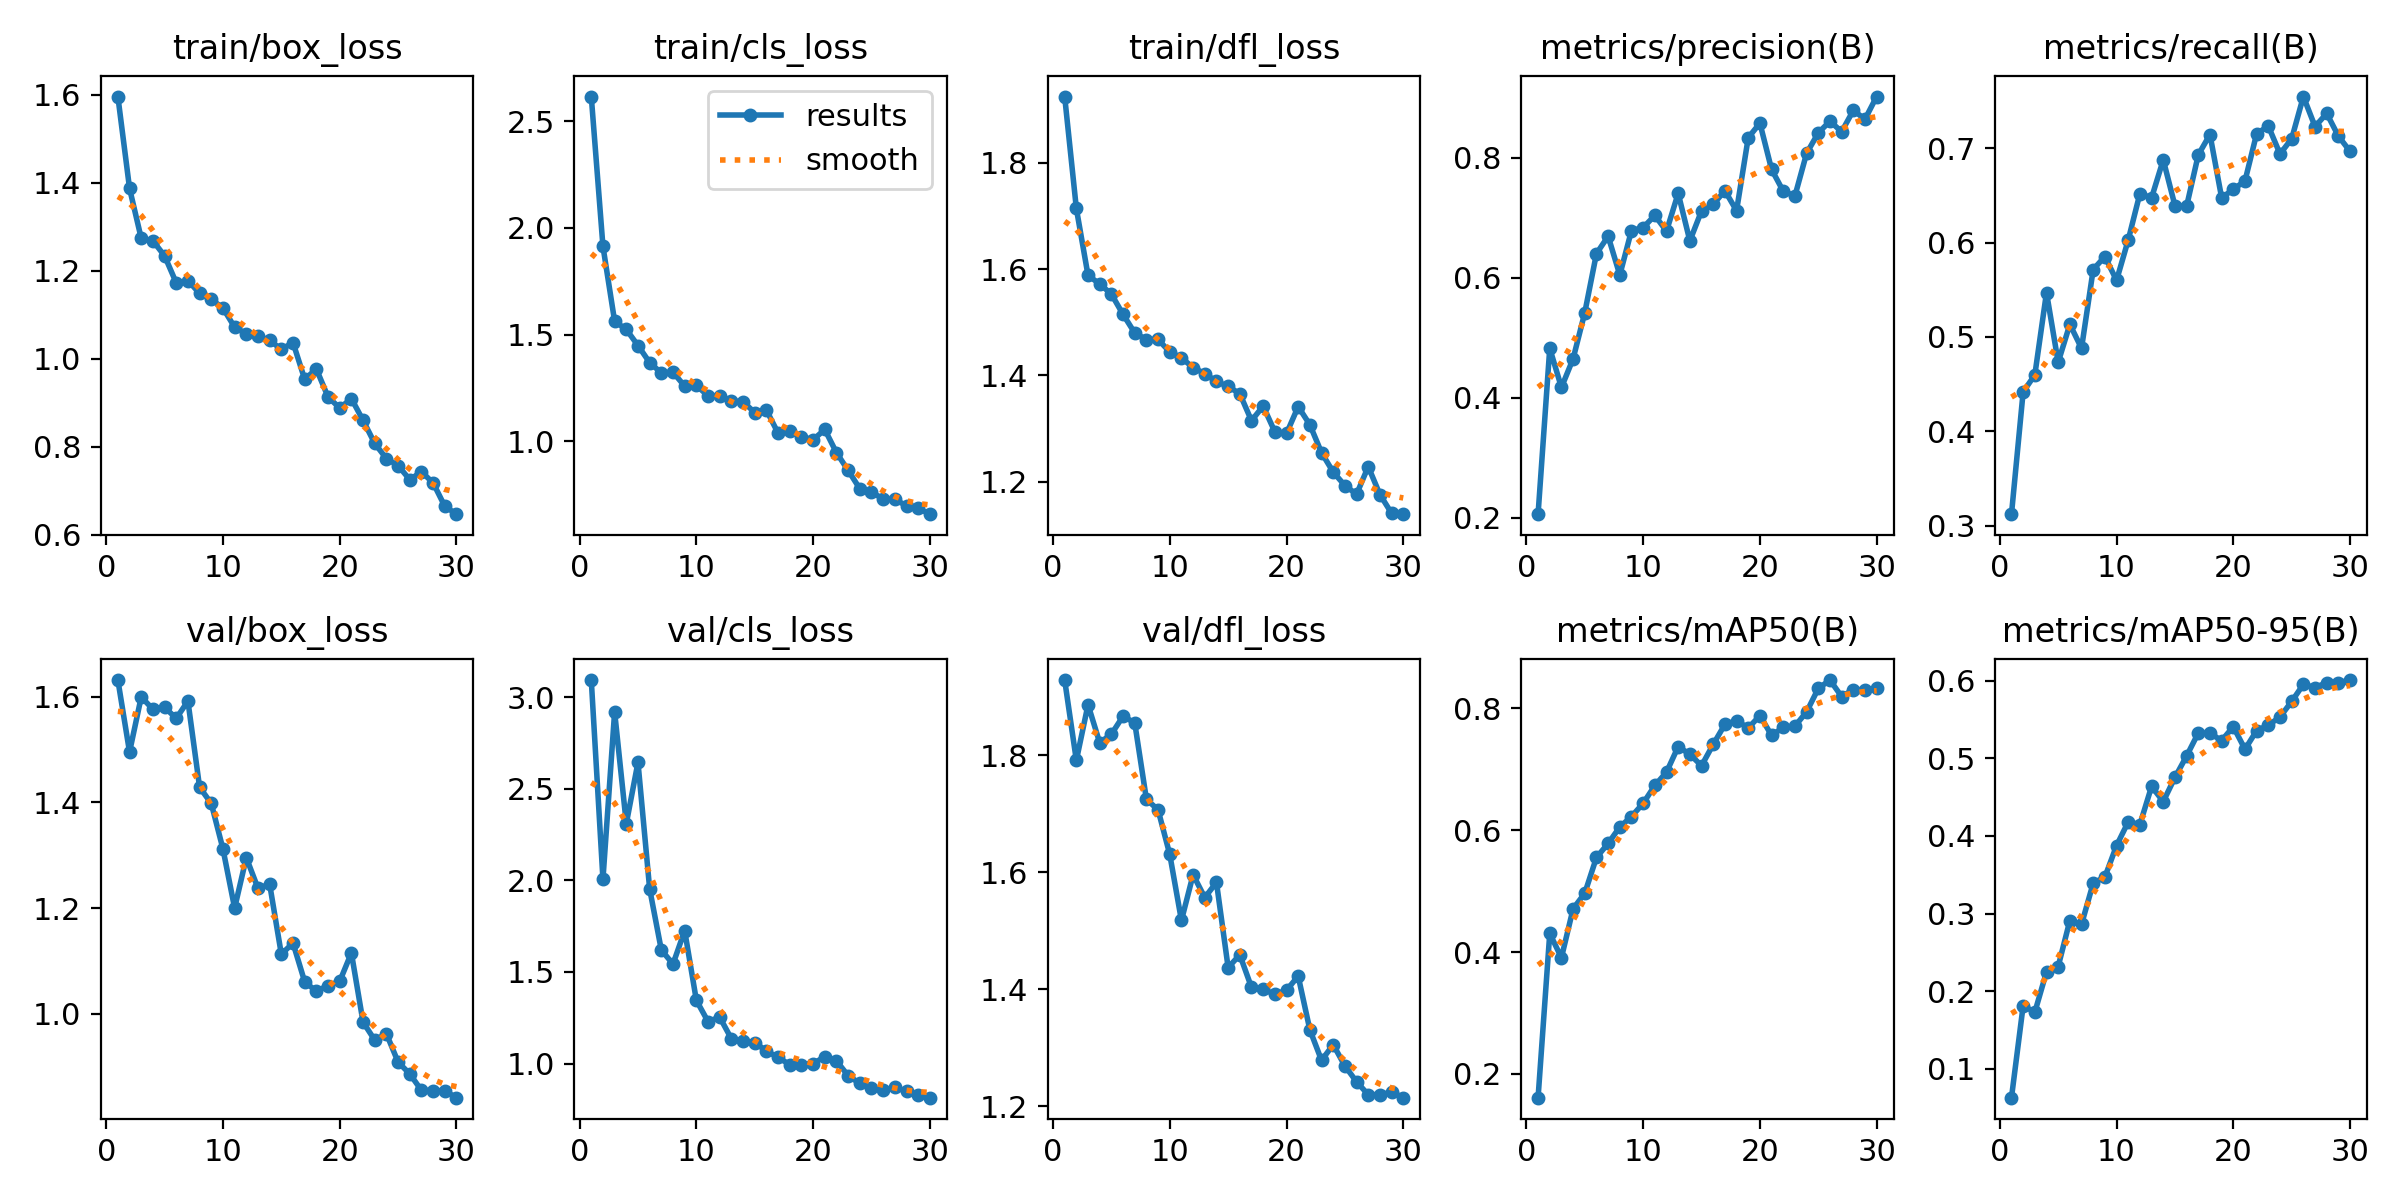 train/box_loss
1.6
1.4
1.2
1.0
0.8
0.6
0 10 20 30
train/cls_loss
results
smooth
2.5
2.0
1.5
1.0
0 10 20 30
train/dfl_loss
1.8
1.6
1.4
1.2
0 10 20 30
metrics/precision(B)
0.8
0.6
0.4
0.2
0 10 20 30
metrics/recall(B)
0.7
0.6
0.5
0.4
0.3
0 10 20 30
val/box_loss
1.6
1.4
1.2
1.0
0 10 20 30
val/cls_loss
3.0
2.5
2.0
1.5
1.0
0 10 20 30
val/dfl_loss
1.8
1.6
1.4
1.2
0 10 20 30
metrics/mAP50(B)
0.8
0.6
0.4
0.2
0 10 20 30
metrics/mAP50-95(B)
0.6
0.5
0.4
0.3
0.2
0.1
0 10 20 30